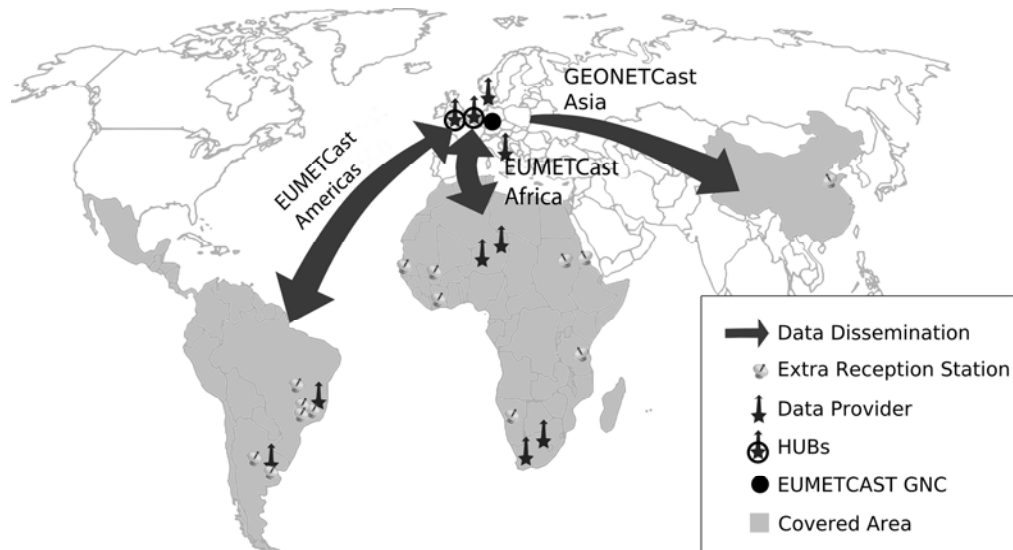 GEONETCast
Asia
EUMETCast
Americas
EUMETCast
Africa
Data Dissemination
Extra Reception Station
Data Provider
HUBs
EUMETCAST GNC
Covered Area